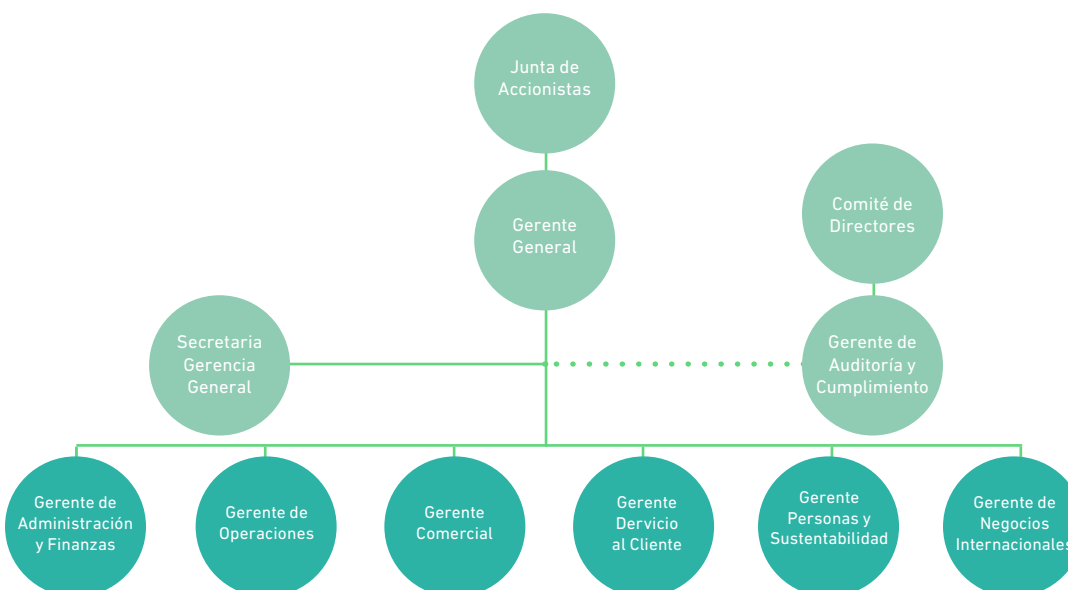 Junta de
Accionistas
Gerente
General
Comité de
Directores
Secretaria
Gerencia
General
Gerente de
Auditoría y
Cumplimiento
Gerente de
Administración
y Finanzas
Gerente de
Operaciones
Gerente
Comercial
Gerente
Dervicio
al Cliente
Gerente
Personas y
Sustentabilidad
Gerente de
Negocios
Internacionales